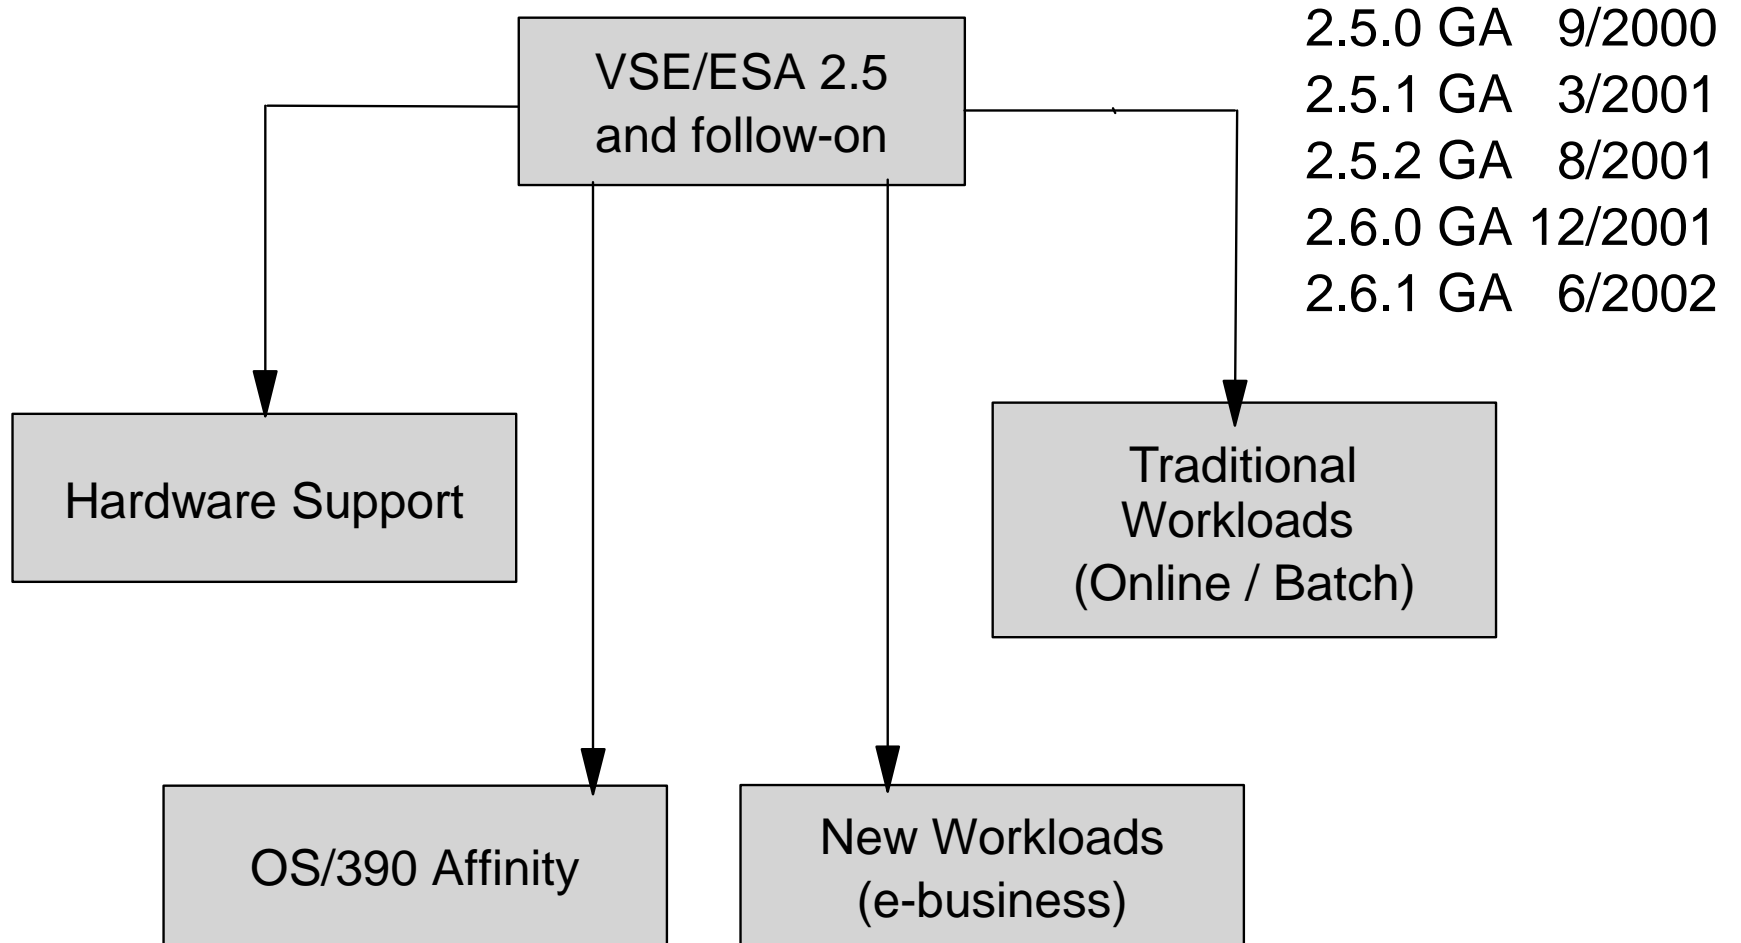 VSE/ESA 2.5
and follow-on
2.5.0 GA 9/2000
2.5.1 GA 3/2001
2.5.2 GA 8/2001
2.6.0 GA 12/2001
2.6.1 GA 6/2002
Hardware Support
Traditional
Workloads
(Online / Batch)
OS/390 Affinity
New Workloads
(e-business)